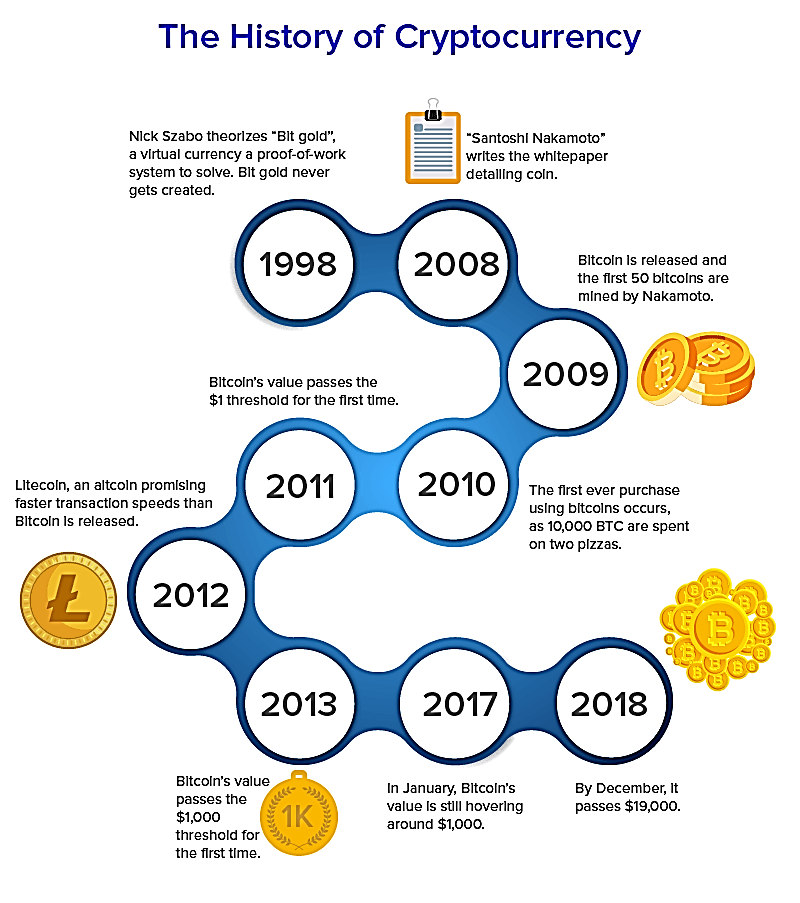 The History of Cryptocurrency
Nick Szabo theorizes "Bit gold",
a virtual currency a proof-of-work
system to solve. Bit gold never
gets created.
"Santoshi Nakamoto"
writes the whitepaper
detailing coin.
1998
2008
Bitcoin is released and
the first 50 bitcoins are
mined by Nakamoto.
2009
Bitcoin's value passes the
$1 threshold for the first time.
2011
2010
The first ever purchase
using bitcoins occurs,
as 10,000 BTC are spent
on two pizzas.
Litecoin, an altcoin promising
faster transaction speeds than
Bitcoin is released.
2012
2013
2017
2018
Bitcoin's value
passes the
$1,000
threshold for
the first time.
1K
In January, Bitcoin's
value is still hovering
around $1,000.
By December, it
passes $19,000.